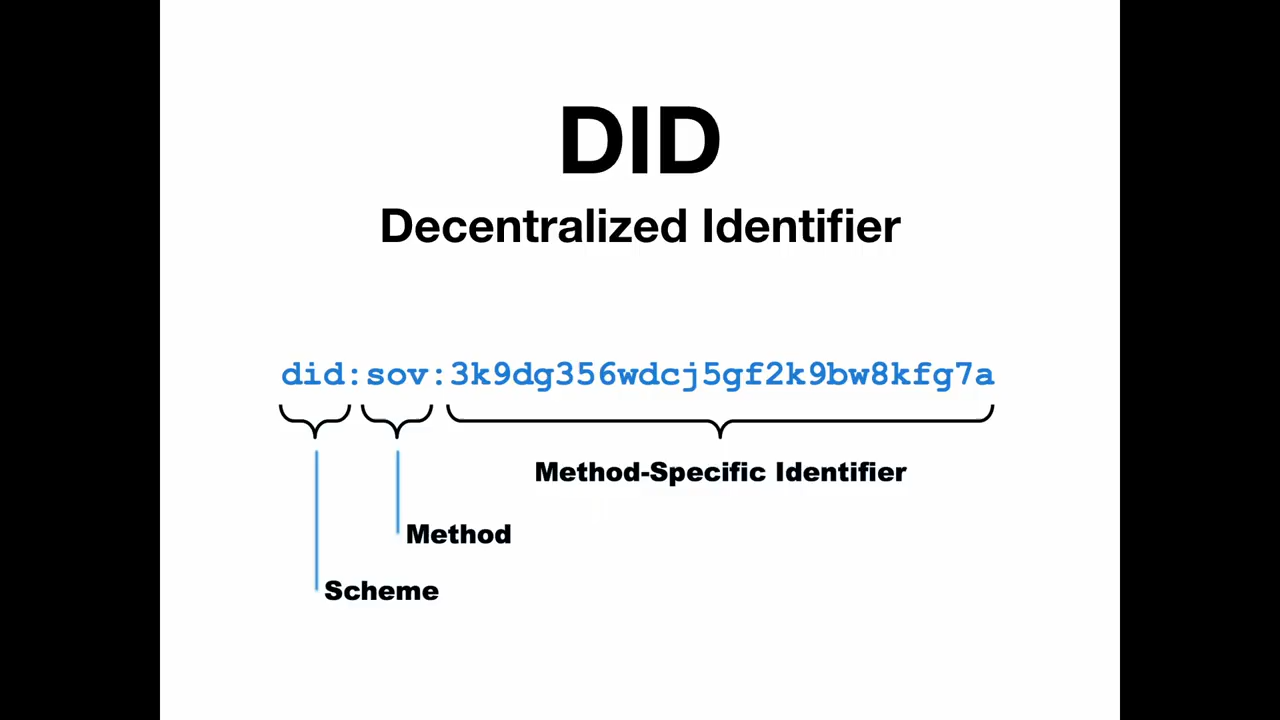 DID
Decentralized Identifier
did:sov:3k9dg356wdcj5gf2k9bw8kfg7a
Method-Specific Identifier
Method
Scheme